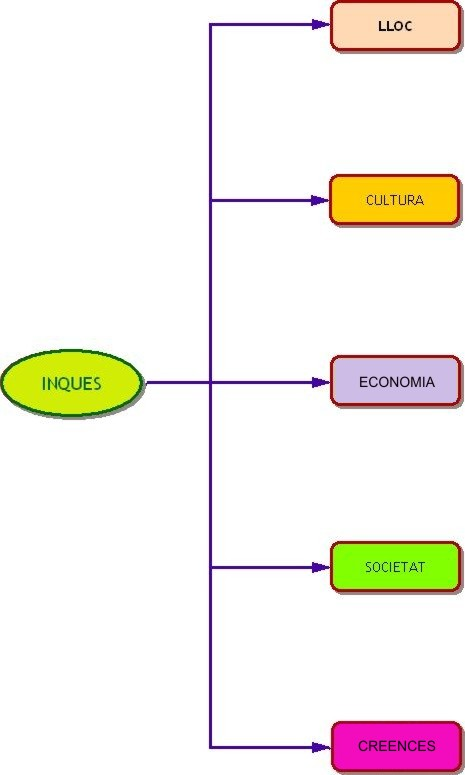 LLOC
CULTURA
INQUES
ECONOMIA
SOCIETAT
CREENCES